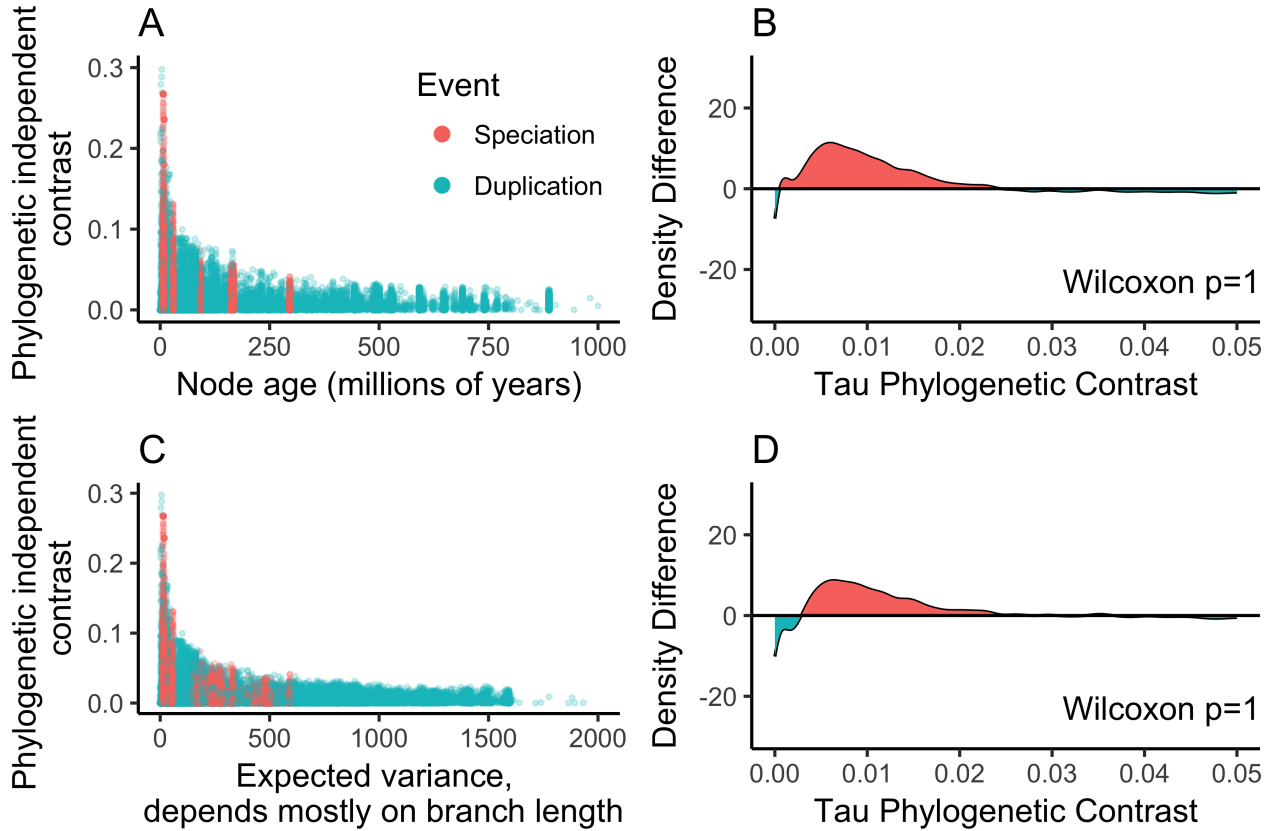 A
Phylogenetic independent
contrast
0.3
0.2
0.1
0.0
Event
Speciation
Duplication
0
250
500
750
1000
Node age (millions of years)
B
Density Difference
20
0
-20
Wilcoxon p=1
0.00
0.01
0.02
0.03
0.04
0.05
Tau Phylogenetic Contrast
C
Phylogenetic independent
contrast
0.3
0.2
0.1
0.0
0
500
1000
1500
2000
Expected variance,
depends mostly on branch length
D
Density Difference
20
0
-20
Wilcoxon p=1
0.00
0.01
0.02
0.03
0.04
0.05
Tau Phylogenetic Contrast